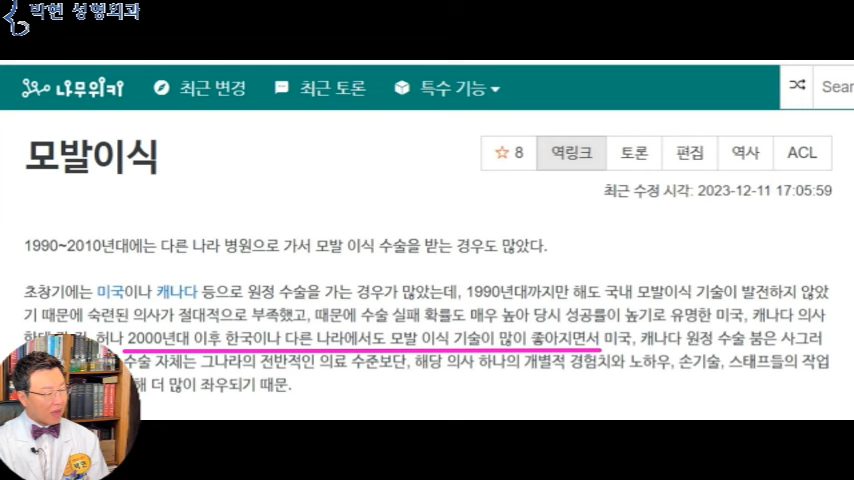 박현 성형외과
나무위키 최근 변경 최근 토론 특수 기능 Sear
모발이식
8 역링크 토론 편집 역사 ACL
최근 수정 시각: 2023-12-11 17:05:59
1990~2010년대에는 다른 나라 병원으로 가서 모발 이식 수술을 받는 경우도 많았다.
초창기에는 미국이나 캐나다 등으로 원정 수술을 가는 경우가 많았는데, 1990년대까지만 해도 국내 모발이식 기술이 발전하지 않았
기 때문에 숙련된 의사가 절대적으로 부족했고, 때문에 수술 실패 확률도 매우 높아 당시 성공률이 높기로 유명한 미국, 캐나다 의사
허나 2000년대 이후 한국이나 다른 나라에서도 모발 이식 기술이 많이 좋아지면서 미국, 캐나다 원정 수술 붐은 사그러
수술 자체는 그나라의 전반적인 의료 수준보단, 해당 의사 하나의 개별적 경험치와 노하우, 손기술, 스태프들의 작업
해 더 많이 좌우되기 때문.